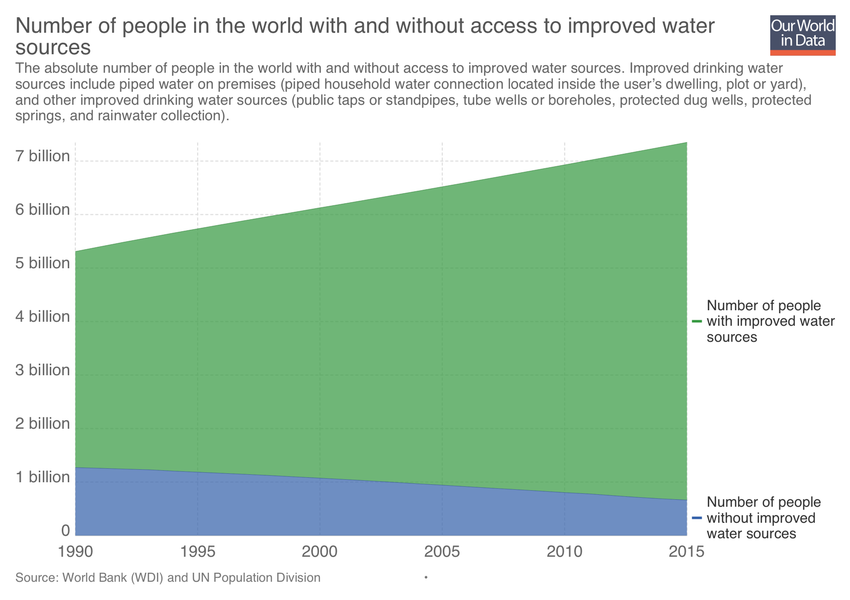 Number of people in the world with and without access to improved water
sources
Our World
in Data
The absolute number of people in the world with and without access to improved water sources. Improved drinking water
sources include piped water on premises (piped household water connection located inside the user's dwelling, plot or yard),
and other improved drinking water sources (public taps or standpipes, tube wells or boreholes, protected dug wells, protected
springs, and rainwater collection).
7 billion
6 billion
5 billion
4 billion
3 billion
2 billion
1 billion
0
1990
1995
2000
2005
2010
2015
Number of people
with improved water
sources
Number of people
without improved
water sources
Source: World Bank (WDI) and UN Population Division